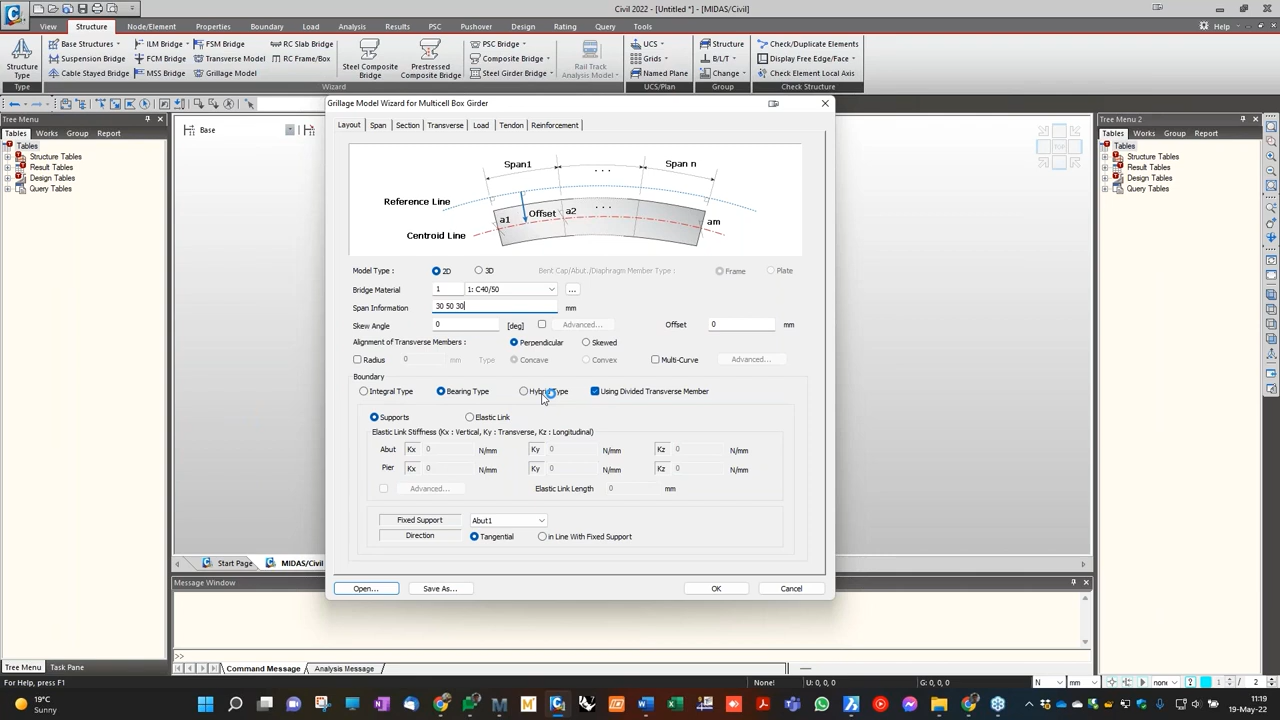 Civil 2022 - [Untitled *] - [MIDAS/Civil]
View Structure Node/Element Properties Boundary Load Analysis Results PSC Pushover Design Rating Query Tools Help
Structure Type
Base Structures
Suspension Bridge
Cable Stayed Bridge
ILM Bridge
FCM Bridge
MSS Bridge
FSM Bridge
Transverse Model
Grillage Model
RC Slab Bridge
RC Frame/Box
Steel Composite Bridge
Prestressed Composite Bridge
PSC Bridge
Composite Bridge
Steel Girder Bridge
Rail Track Analysis Model
UCS
Grids
Named Plane
Structure
B/L/T
Change
Check/Duplicate Elements
Display Free Edge/Face
Check Element Local Axis
Wizard UCS/Plan Group Check Structure
Tree Menu
Tables Works Group Report
Tables
Structure Tables
Result Tables
Design Tables
Query Tables
Base
Grillage Model Wizard for Multicell Box Girder
Layout Span Section Transverse Load Tendon Reinforcement
Span1 . . . Span n
Reference Line
a1 Offset a2 . . . am
Centroid Line
Model Type : 2D 3D Bent Cap/Abut./Diaphragm Member Type : Frame Plate
Bridge Material 1 1: C40/50 ...
Span Information 30 50 30 mm
Skew Angle 0 [deg] Advanced... Offset 0 mm
Alignment of Transverse Members : Perpendicular Skewed
Radius 0 mm Type Concave Convex Multi-Curve Advanced...
Boundary
Integral Type Bearing Type Hybrid Type Using Divided Transverse Member
Supports Elastic Link
Elastic Link Stiffness (Kx : Vertical, Ky : Transverse, Kz : Longitudinal)
Abut Kx 0 N/mm Ky 0 N/mm Kz 0 N/mm
Pier Kx 0 N/mm Ky 0 N/mm Kz 0 N/mm
Advanced... Elastic Link Length 0 mm
Fixed Support Abut1
Direction Tangential in Line With Fixed Support
Open... Save As... OK Cancel
Tree Menu 2
Tables Works Group Report
Tables
Structure Tables
Result Tables
Design Tables
Query Tables
Start Page MIDAS/Civil
Message Window
>>
Tree Menu Task Pane Command Message Analysis Message
For Help, press F1 None! U: 0, 0, 0 G: 0, 0, 0 N mm none 1 / 2
19°C
Sunny
11:19
19-May-22